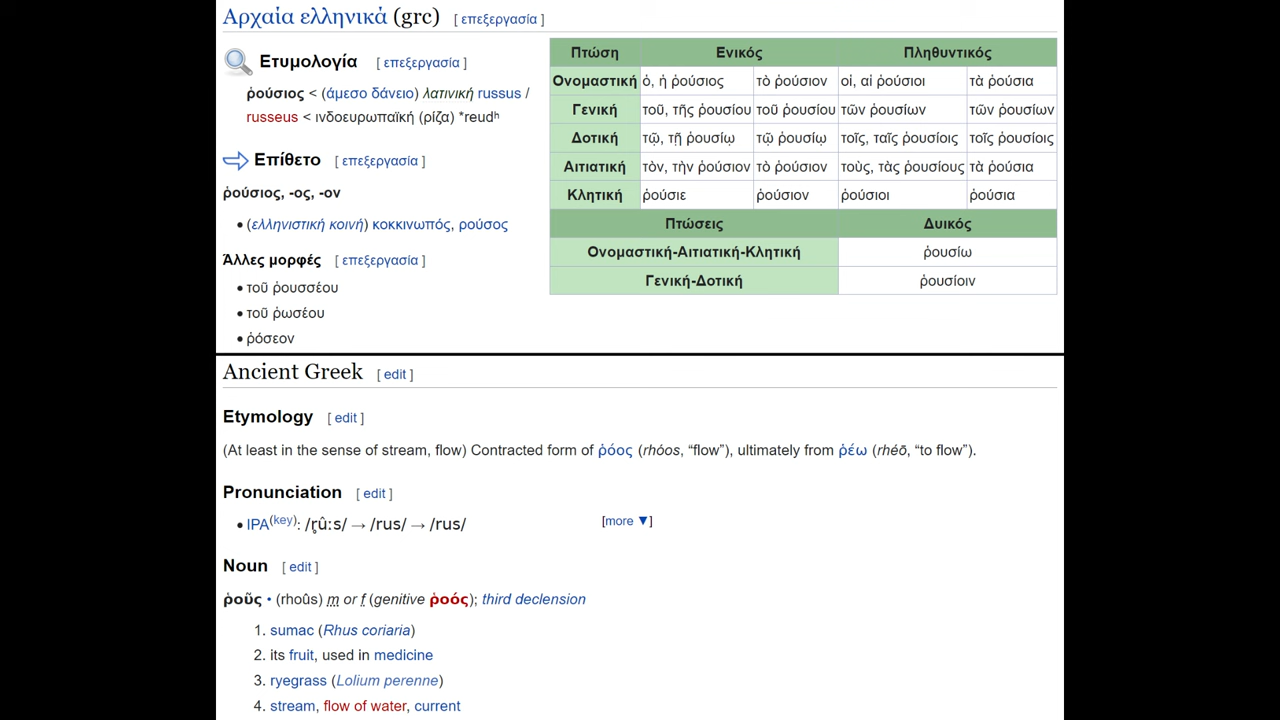 Αρχαία ελληνικά (grc) [ επεξεργασία ]
Ετυμολογία [ επεξεργασία ]
ῥούσιος < (άμεσο δάνειο) λατινική russus /
russeus < ινδοευρωπαϊκή (ρίζα) *reudʰ
Επίθετο [ επεξεργασία ]
ῥούσιος, -ος, -ον
• (ελληνιστική κοινή) κοκκινωπός, ρούσος
Άλλες μορφές [ επεξεργασία ]
• τοῦ ῥουσσέου
• τοῦ ῥωσέου
• ῥόσεον
Πτώση Ενικός Πληθυντικός
Ονομαστική ὁ, ἡ ῥούσιος τὸ ῥούσιον οἱ, αἱ ῥούσιοι τὰ ῥούσια
Γενική τοῦ, τῆς ῥουσίου τοῦ ῥουσίου τῶν ῥουσίων τῶν ῥουσίων
Δοτική τῷ, τῇ ῥουσίῳ τῷ ῥουσίῳ τοῖς, ταῖς ῥουσίοις τοῖς ῥουσίοις
Αιτιατική τὸν, τὴν ῥούσιον τὸ ῥούσιον τοὺς, τὰς ῥουσίους τὰ ῥούσια
Κλητική ῥούσιε ῥούσιον ῥούσιοι ῥούσια
Πτώσεις Δυικός
Ονομαστική-Αιτιατική-Κλητική ῥουσίω
Γενική-Δοτική ῥουσίοιν
Ancient Greek [ edit ]
Etymology [ edit ]
(At least in the sense of stream, flow) Contracted form of ῥόος (rhóos, “flow”), ultimately from ῥέω (rhéō, “to flow”).
Pronunciation [ edit ]
• IPA(key): /r̥ûːs/ → /rus/ → /rus/ [more ▼]
Noun [ edit ]
ῥοῦς • (rhoûs) m or f (genitive ῥοός); third declension
1. sumac (Rhus coriaria)
2. its fruit, used in medicine
3. ryegrass (Lolium perenne)
4. stream, flow of water, current